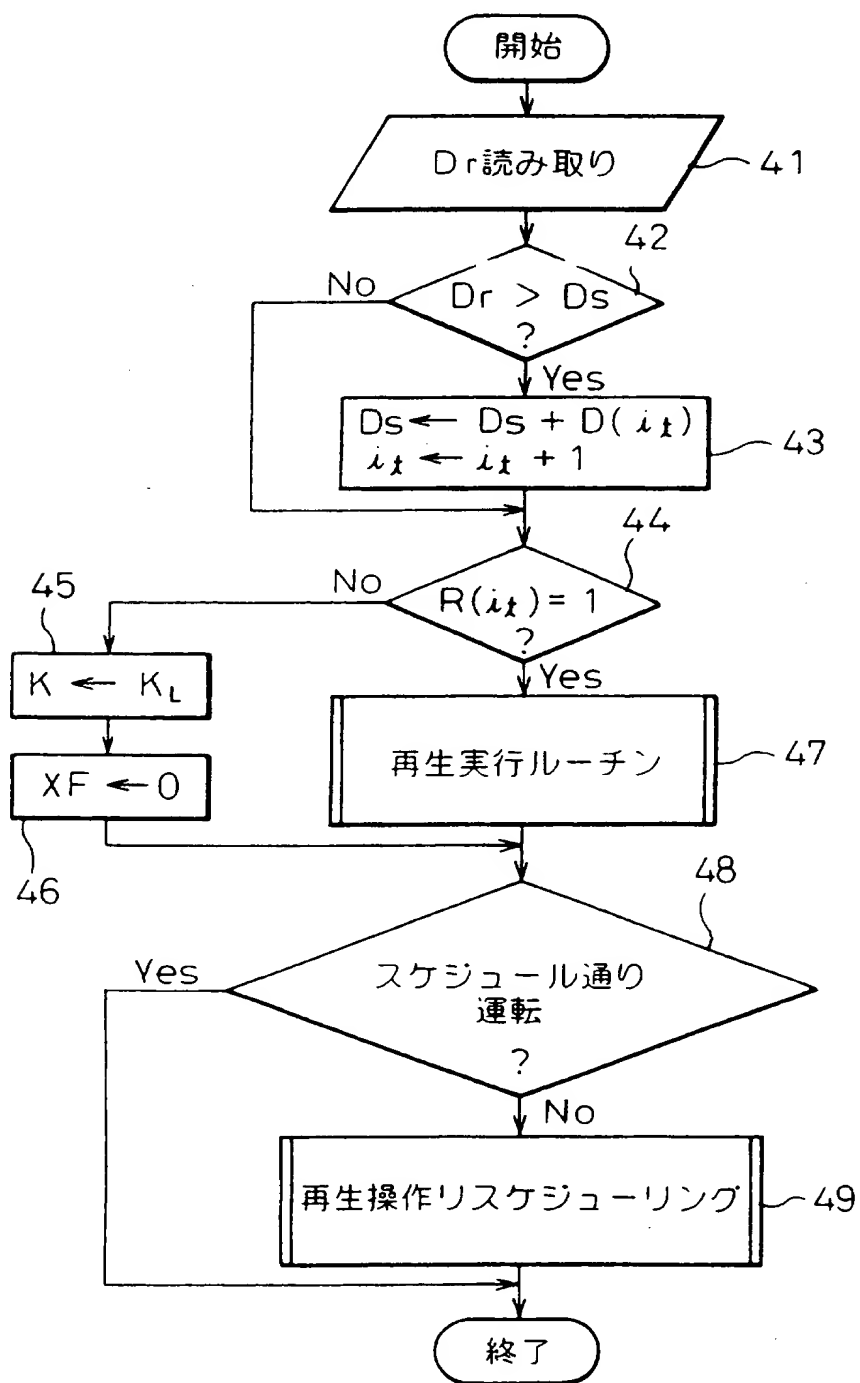 開始
Dr読み取り
41
42
No
Dr > Ds
?
Yes
Ds ← Ds + D(it)
it ← it + 1
43
44
No
R(it) = 1
?
Yes
45
K ← KL
XF ← 0
46
再生実行ルーチン
47
48
Yes
スケジュール通り
運転
?
No
再生操作リスケジューリング
49
終了